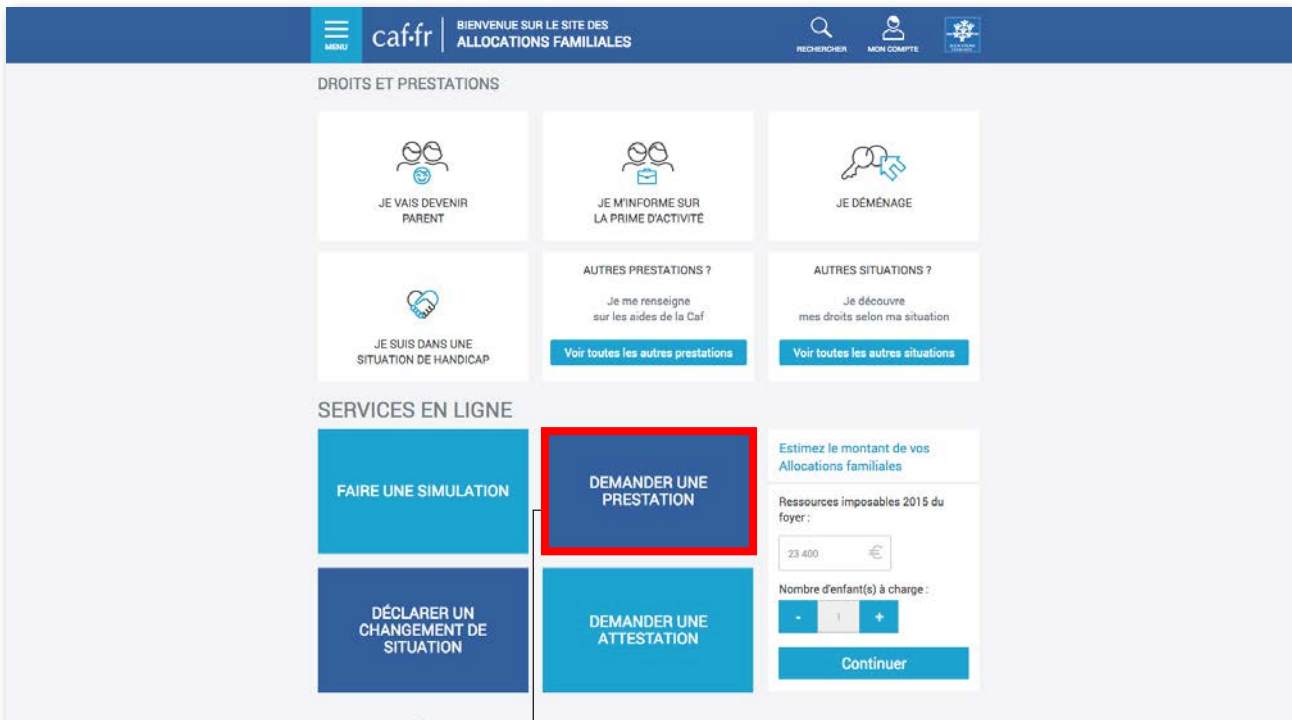 MENU
caf.fr
BIENVENUE SUR LE SITE DES
ALLOCATIONS FAMILIALES
RECHERCHER
MON COMPTE
DROITS ET PRESTATIONS
JE VAIS DEVENIR
PARENT
JE M'INFORME SUR
LA PRIME D'ACTIVITÉ
JE DÉMÉNAGE
JE SUIS DANS UNE
SITUATION DE HANDICAP
AUTRES PRESTATIONS ?
Je me renseigne
sur les aides de la Caf
Voir toutes les autres prestations
AUTRES SITUATIONS ?
Je découvre
mes droits selon ma situation
Voir toutes les autres situations
SERVICES EN LIGNE
FAIRE UNE SIMULATION
DEMANDER UNE
PRESTATION
DÉCLARER UN
CHANGEMENT DE
SITUATION
DEMANDER UNE
ATTESTATION
Estimez le montant de vos
Allocations familiales
Ressources imposables 2015 du
foyer :
23 400 €
Nombre d'enfant(s) à charge :
- 1 +
Continuer